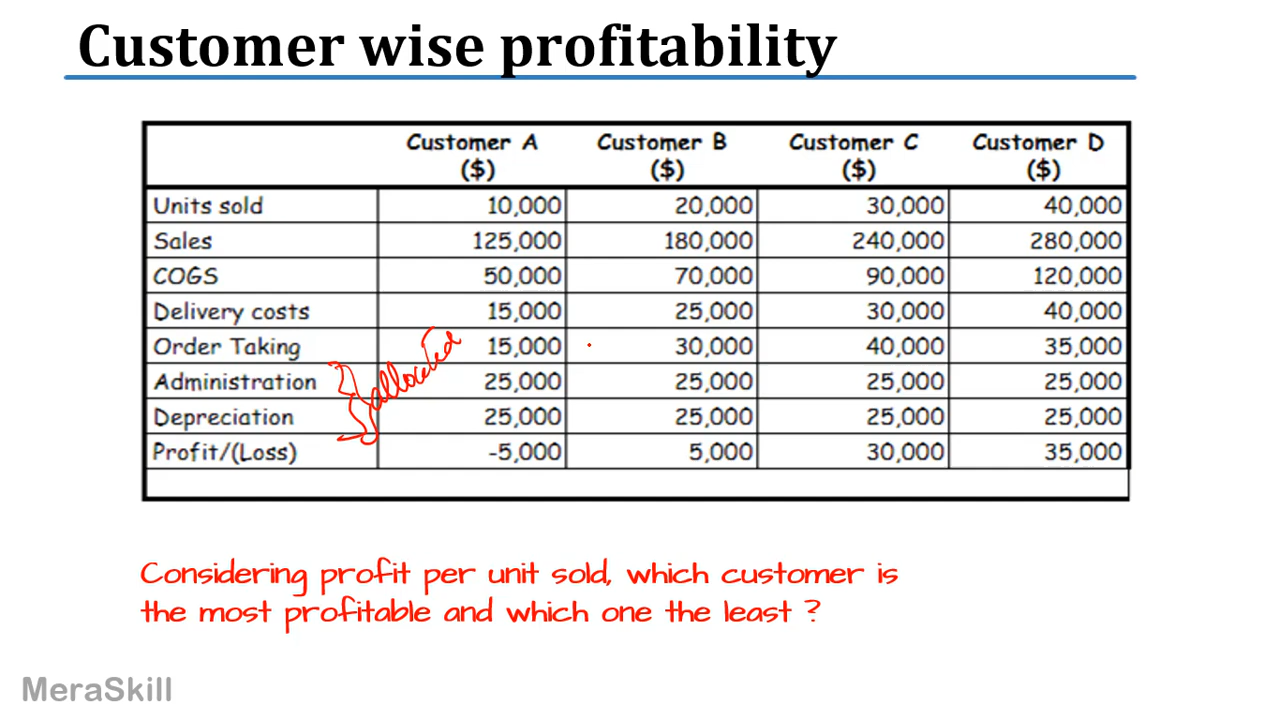 Customer wise profitability
Customer A Customer B Customer C Customer D
($) ($) ($) ($)
Units sold 10,000 20,000 30,000 40,000
Sales 125,000 180,000 240,000 280,000
COGS 50,000 70,000 90,000 120,000
Delivery costs 15,000 25,000 30,000 40,000
Order Taking 15,000 30,000 40,000 35,000
Administration 25,000 25,000 25,000 25,000
allocated
Depreciation 25,000 25,000 25,000 25,000
Profit/(Loss) -5,000 5,000 30,000 35,000
Considering profit per unit sold, which customer is
the most profitable and which one the least ?
MeraSkill